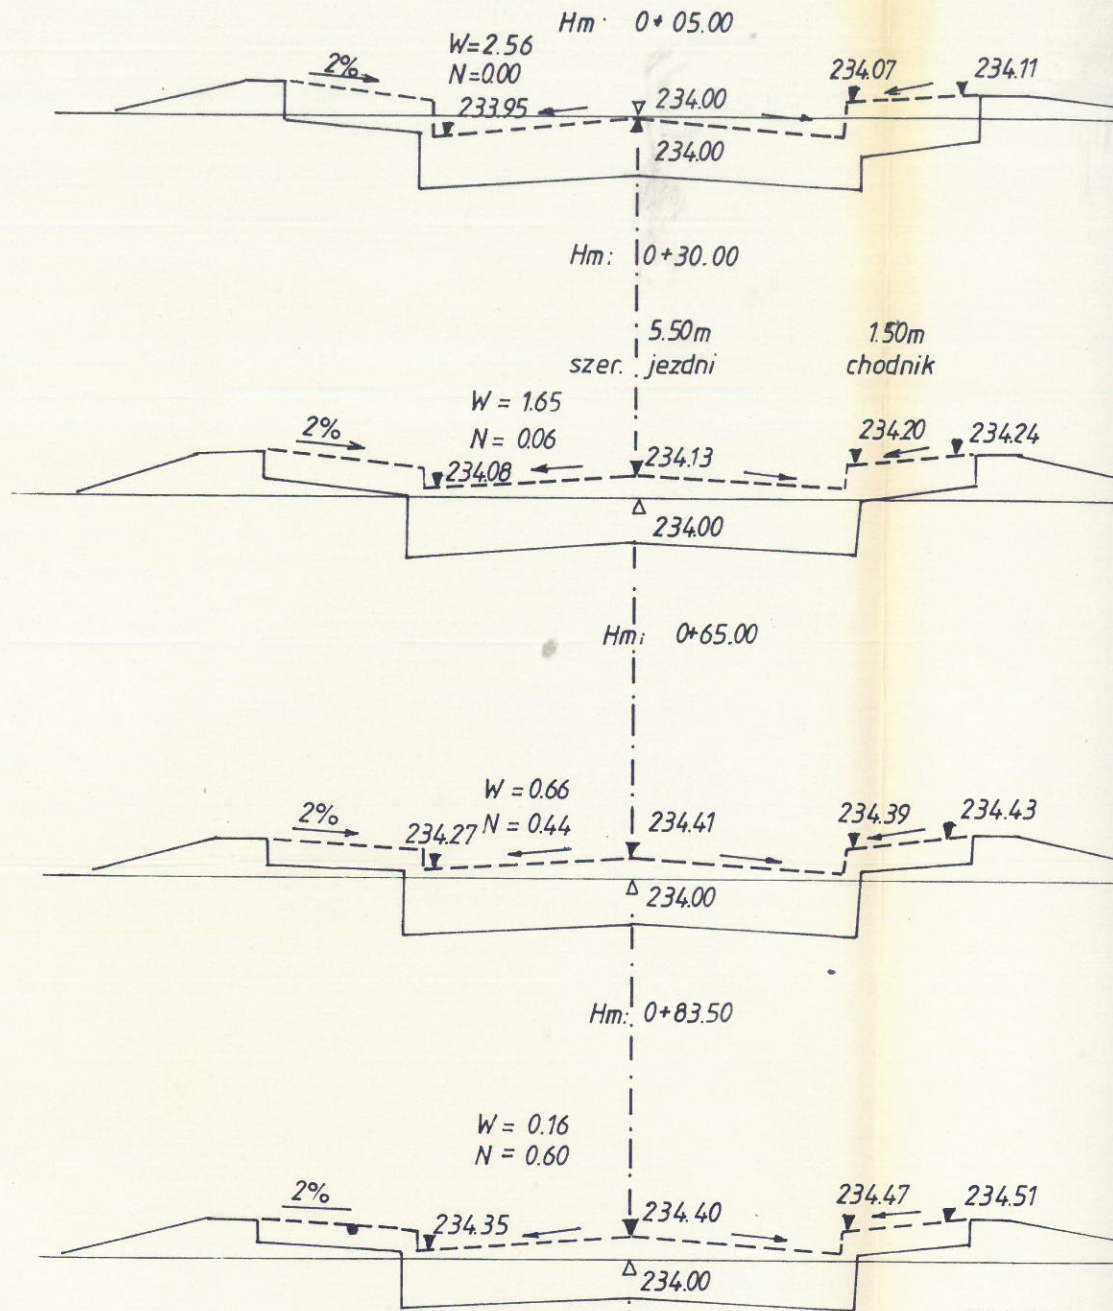 Hm: 0+05.00
W=2.56
N=0.00
2%
233.95
234.00
234.07
234.11
234.00
Hm: 0+30.00
5.50m
szer. jezdni
1.50m
chodnik
W = 1.65
N = 0.06
2%
234.08
234.13
234.20
234.24
234.00
Hm: 0+65.00
W = 0.66
N = 0.44
2%
234.27
234.41
234.39
234.43
234.00
Hm: 0+83.50
W = 0.16
N = 0.60
2%
234.35
234.40
234.47
234.51
234.00